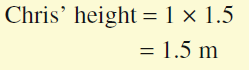 Chris’ height = 1 × 1.5
= 1.5 m